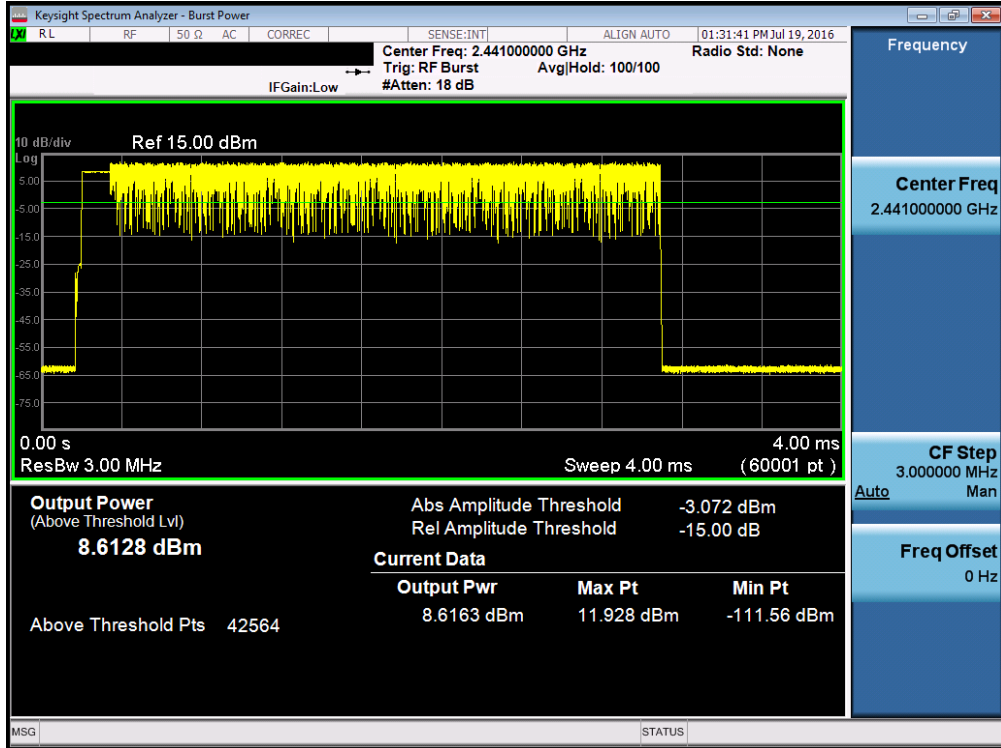 Keysight Spectrum Analyzer - Burst Power
LXI RL RF 50 Ω AC CORREC SENSE:INT ALIGN AUTO 01:31:41 PM Jul 19, 2016
Center Freq: 2.441000000 GHz Radio Std: None
Trig: RF Burst Avg|Hold: 100/100
IFGain:Low #Atten: 18 dB
10 dB/div Ref 15.00 dBm
Log
5.00
-5.00
-15.0
-25.0
-35.0
-45.0
-55.0
-65.0
-75.0
0.00 s 4.00 ms
ResBw 3.00 MHz Sweep 4.00 ms (60001 pt)
Output Power
(Above Threshold Lvl)
8.6128 dBm
Above Threshold Pts 42564
Abs Amplitude Threshold -3.072 dBm
Rel Amplitude Threshold -15.00 dB
Current Data
Output Pwr Max Pt Min Pt
8.6163 dBm 11.928 dBm -111.56 dBm
Frequency
Center Freq
2.441000000 GHz
CF Step
3.000000 MHz
Auto Man
Freq Offset
0 Hz
MSG STATUS